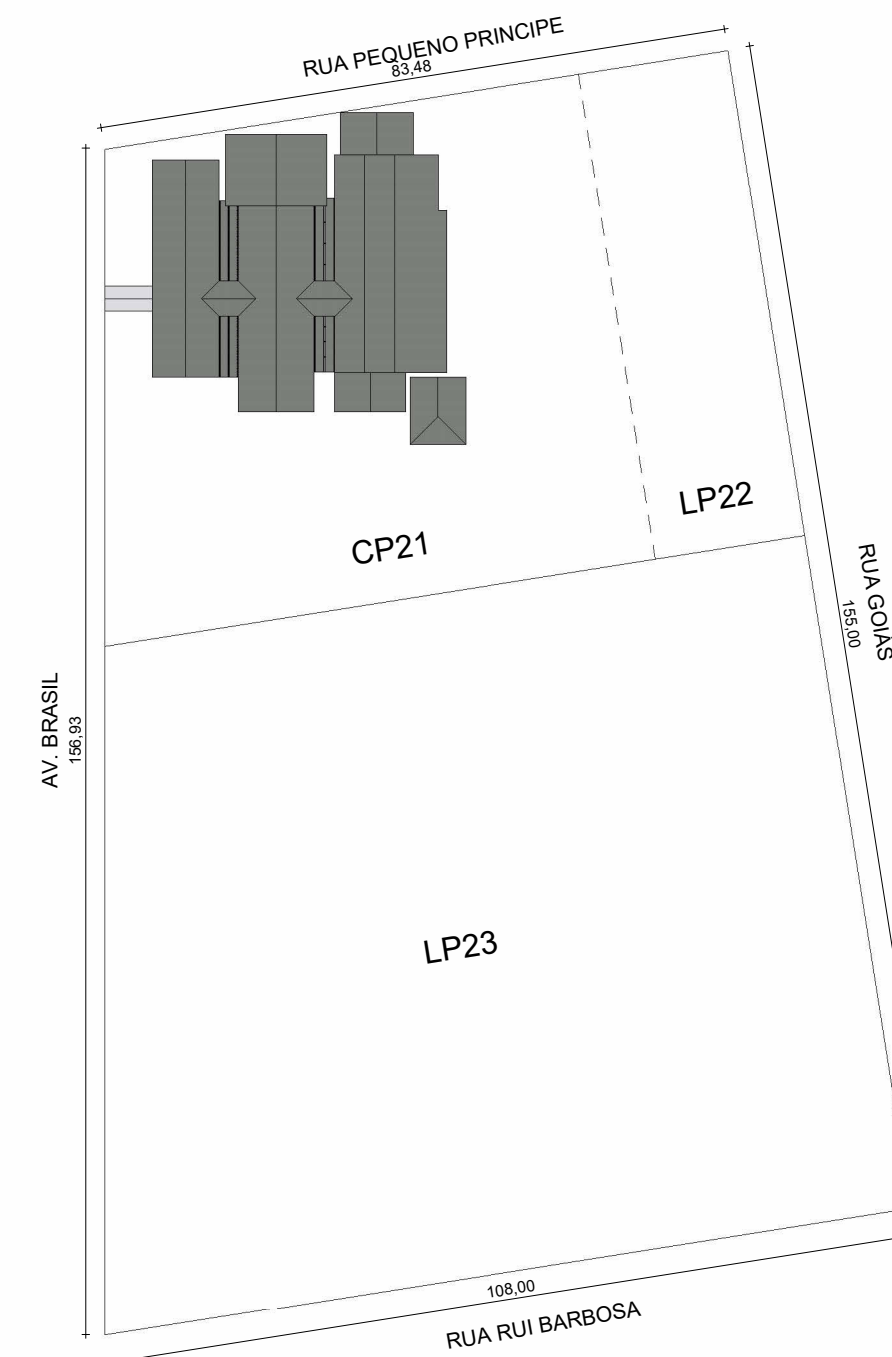 RUA PEQUENO PRINCIPE
83,48
LP22
CP21
RUA GOIÁS
155,00
AV. BRASIL
156,93
LP23
108,00
RUA RUI BARBOSA